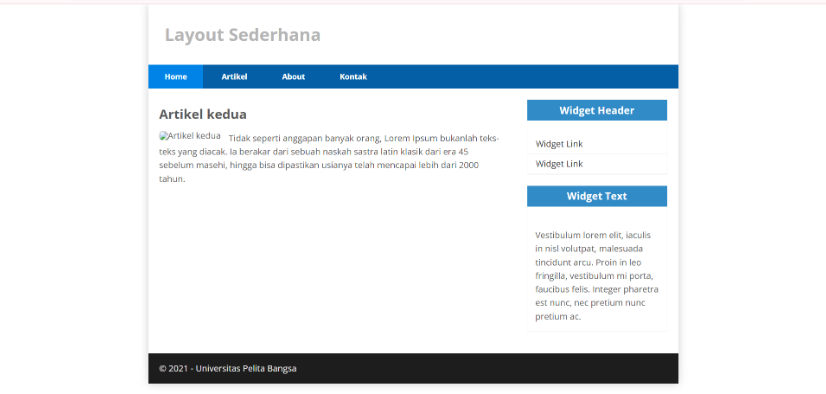 Layout Sederhana
Home Artikel About Kontak
Artikel kedua
Artikel kedua Tidak seperti anggapan banyak orang, Lorem Ipsum bukanlah teks-
teks yang diacak. Ia berakar dari sebuah naskah sastra latin klasik dari era 45
sebelum masehi, hingga bisa dipastikan usianya telah mencapai lebih dari 2000
tahun.
Widget Header
Widget Link
Widget Link
Widget Text
Vestibulum lorem elit, iaculis
in nisl volutpat, malesuada
tincidunt arcu. Proin in leo
fringilla, vestibulum mi porta,
faucibus felis. Integer pharetra
est nunc, nec pretium nunc
pretium ac.
© 2021 - Universitas Pelita Bangsa